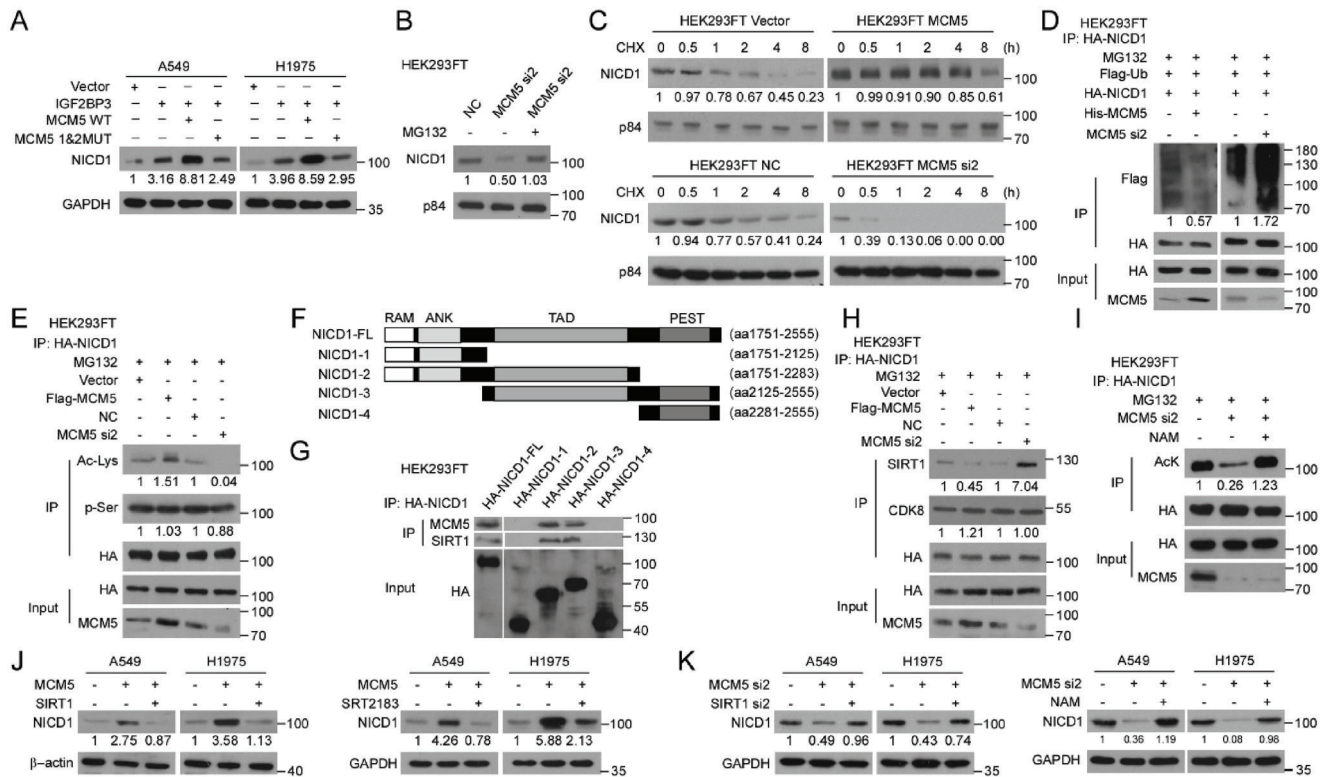 A
A549 H1975
Vector + - - - + - - -
IGF2BP3 - + + + - + + +
MCM5 WT - - + - - - + -
MCM5 1&2MUT - - - + - - - +
NICD1 100
1 3.16 8.81 2.49 1 3.96 8.59 2.95
GAPDH 35
B
HEK293FT
NC MCM5 si2 MCM5 si2
MG132 - - +
NICD1 100
1 0.50 1.03
p84 100
70
C
HEK293FT Vector HEK293FT MCM5
CHX 0 0.5 1 2 4 8 0 0.5 1 2 4 8 (h)
NICD1 100
1 0.97 0.78 0.67 0.45 0.23 1 0.99 0.91 0.90 0.85 0.61
p84 100
70
HEK293FT NC HEK293FT MCM5 si2
CHX 0 0.5 1 2 4 8 0 0.5 1 2 4 8 (h)
NICD1 100
1 0.94 0.77 0.57 0.41 0.24 1 0.39 0.13 0.06 0.00 0.00
p84 100
70
D
HEK293FT
IP: HA-NICD1
MG132 + + + +
Flag-Ub + + + +
HA-NICD1 + + + +
His-MCM5 - + - -
MCM5 si2 - - - +
IP
Flag 180
130
100
70
1 0.57 1 1.72
HA 100
Input
HA 100
MCM5 100
70
E
HEK293FT
IP: HA-NICD1
MG132 + + + +
Vector + - - -
Flag-MCM5 - + - -
NC - - + -
MCM5 si2 - - - +
IP
Ac-Lys 100
1 1.51 1 0.04
p-Ser 100
1 1.03 1 0.88
HA 100
Input
HA 100
MCM5 100
70
F
RAM ANK TAD PEST
NICD1-FL (aa1751-2555)
NICD1-1 (aa1751-2125)
NICD1-2 (aa1751-2283)
NICD1-3 (aa2125-2555)
NICD1-4 (aa2281-2555)
G
HEK293FT
IP: HA-NICD1
HA-NICD1-FL HA-NICD1-1 HA-NICD1-2 HA-NICD1-3 HA-NICD1-4
IP
MCM5 100
SIRT1 130
Input
HA 100
70
55
40
H
HEK293FT
IP: HA-NICD1
MG132 + + + +
Vector + - - -
Flag-MCM5 - + - -
NC - - + -
MCM5 si2 - - - +
IP
SIRT1 130
1 0.45 1 7.04
CDK8 55
1 1.21 1 1.00
HA 100
Input
HA 100
MCM5 100
70
I
HEK293FT
IP: HA-NICD1
MG132 + + +
MCM5 si2 - + +
NAM - - +
IP
AcK 100
1 0.26 1.23
HA 100
Input
HA 100
MCM5 100
70
J
A549 H1975
MCM5 - + + - + +
SIRT1 - - + - - +
NICD1 100
1 2.75 0.87 1 3.58 1.13
β-actin 40
A549 H1975
MCM5 - + + - + +
SRT2183 - - + - - +
NICD1 100
1 4.26 0.78 1 5.88 2.13
GAPDH 35
K
A549 H1975
MCM5 si2 - + + - + +
SIRT1 si2 - - + - - +
NICD1 100
1 0.49 0.96 1 0.43 0.74
GAPDH 35
A549 H1975
MCM5 si2 - + + - + +
NAM - - + - - +
NICD1 100
1 0.36 1.19 1 0.08 0.98
GAPDH 35